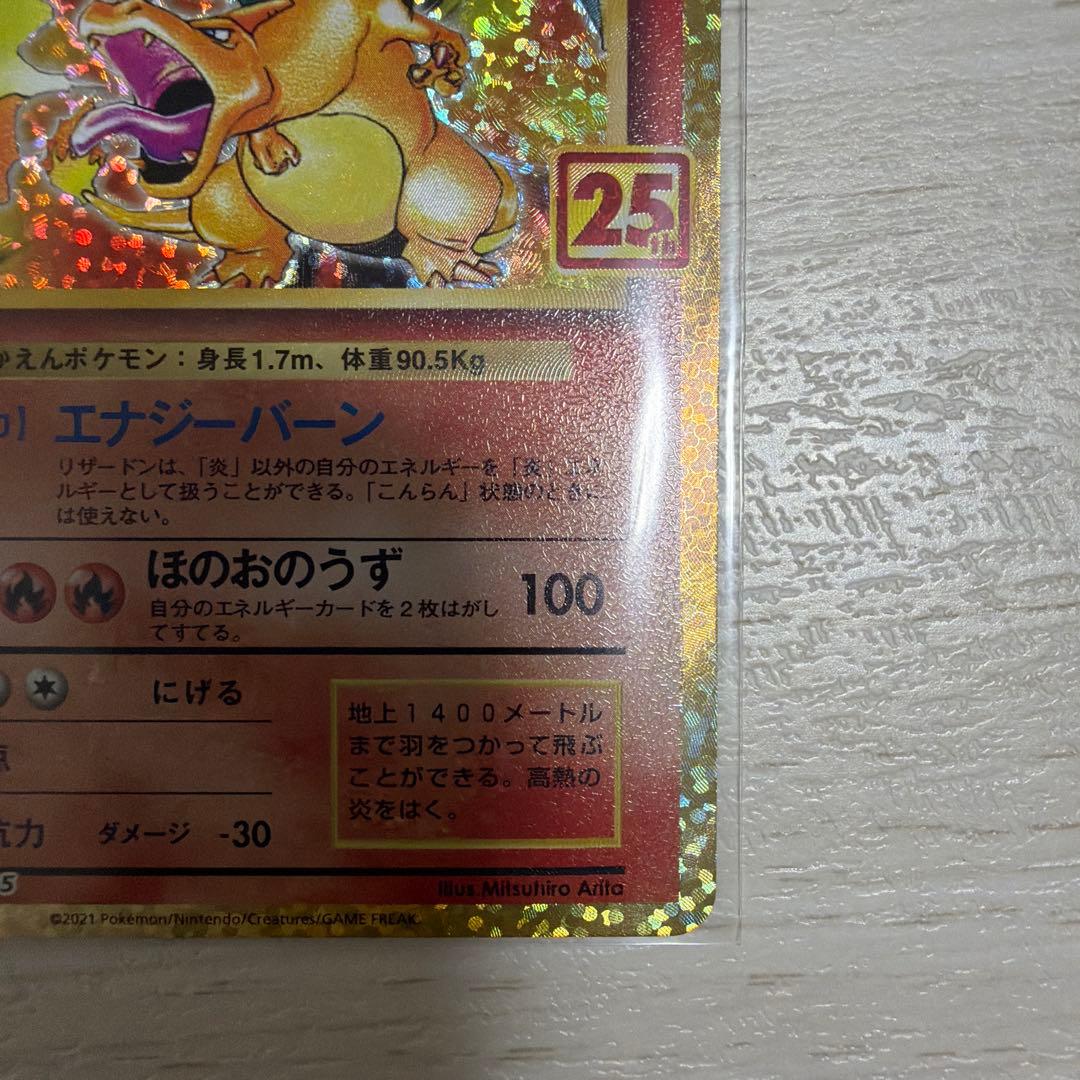 25th
かえんポケモン：身長1.7m、体重90.5Kg
エナジーバーン
リザードンは、「炎」以外の自分のエネルギーを「炎」エネ
ルギーとして扱うことができる。「こんらん」状態のときに
は使えない。
ほのおのうず 100
自分のエネルギーカードを２枚はがし
てすてる。
にげる
地上１４００メートル
まで羽をつかって飛ぶ
ことができる。高熱の
炎をはく。
点
抗力 ダメージ -30
5
Illus. Mitsuhiro Arita
©2021 Pokémon/Nintendo/Creatures/GAME FREAK.